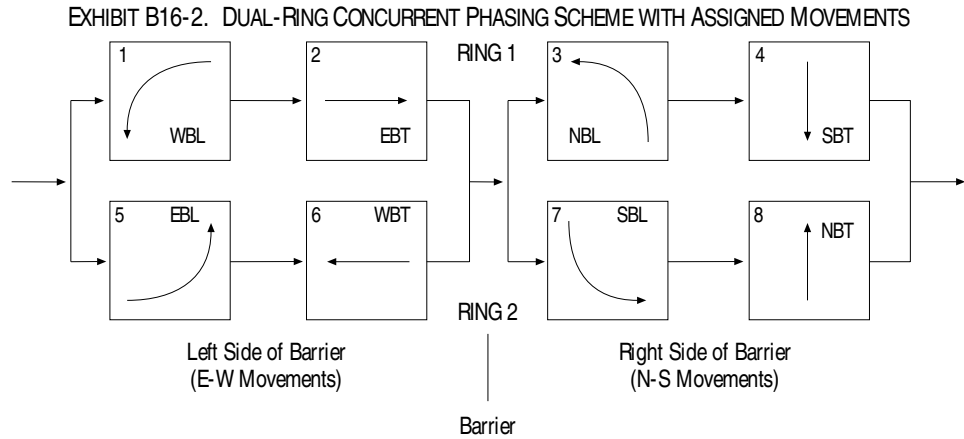 EXHIBIT B16-2. DUAL-RING CONCURRENT PHASING SCHEME WITH ASSIGNED MOVEMENTS
1
WBL
2
EBT
RING 1
3
NBL
4
SBT
5
EBL
6
WBT
7
SBL
8
NBT
RING 2
Left Side of Barrier
(E-W Movements)
Right Side of Barrier
(N-S Movements)
Barrier